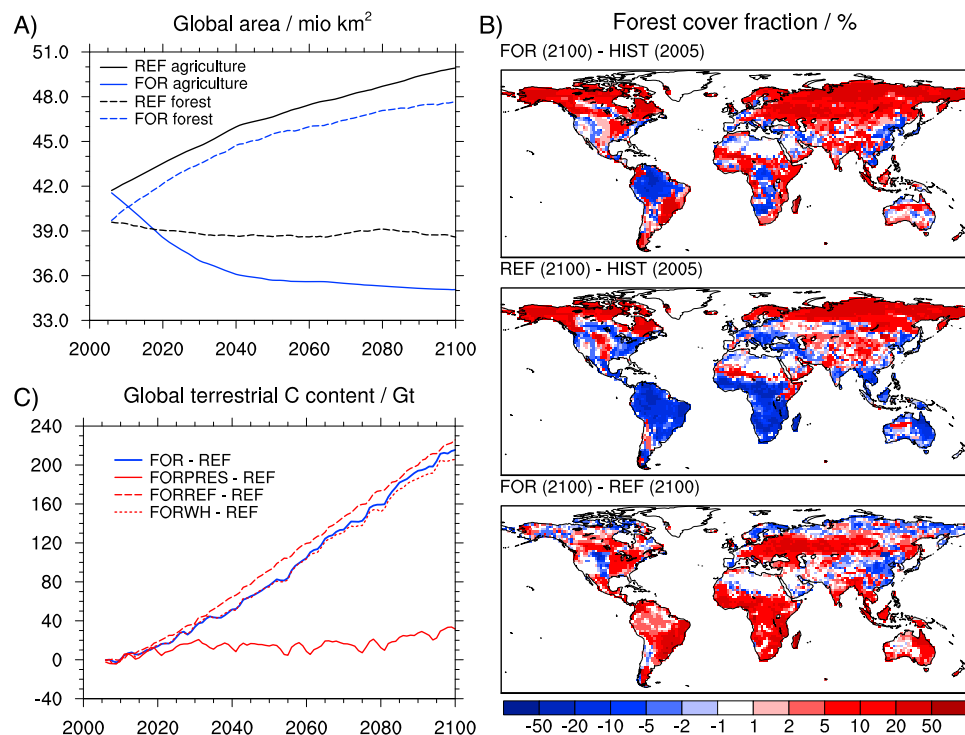 A)
Global area / mio km²
51.0
48.0
45.0
42.0
39.0
36.0
33.0
REF agriculture
FOR agriculture
REF forest
FOR forest
2000 2020 2040 2060 2080 2100
C)
Global terrestrial C content / Gt
240
200
160
120
80
40
0
-40
FOR - REF
FORPRES - REF
FORREF - REF
FORWH - REF
2000 2020 2040 2060 2080 2100
B)
Forest cover fraction / %
FOR (2100) - HIST (2005)
REF (2100) - HIST (2005)
FOR (2100) - REF (2100)
-50 -20 -10 -5 -2 -1 1 2 5 10 20 50